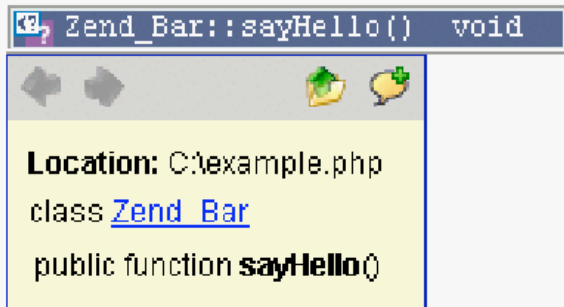 Zend_Bar::sayHello() void
Location: C:\example.php
class Zend_Bar
public function sayHello()